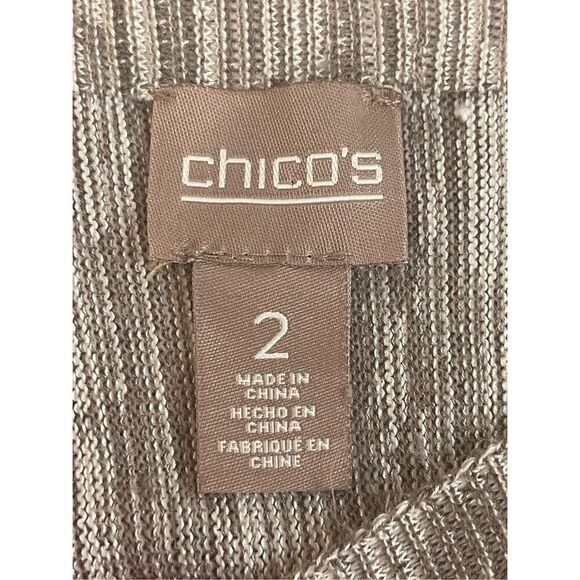 chico's
2
MADE IN
CHINA
HECHO EN
CHINA
FABRIQUÉ EN
CHINE